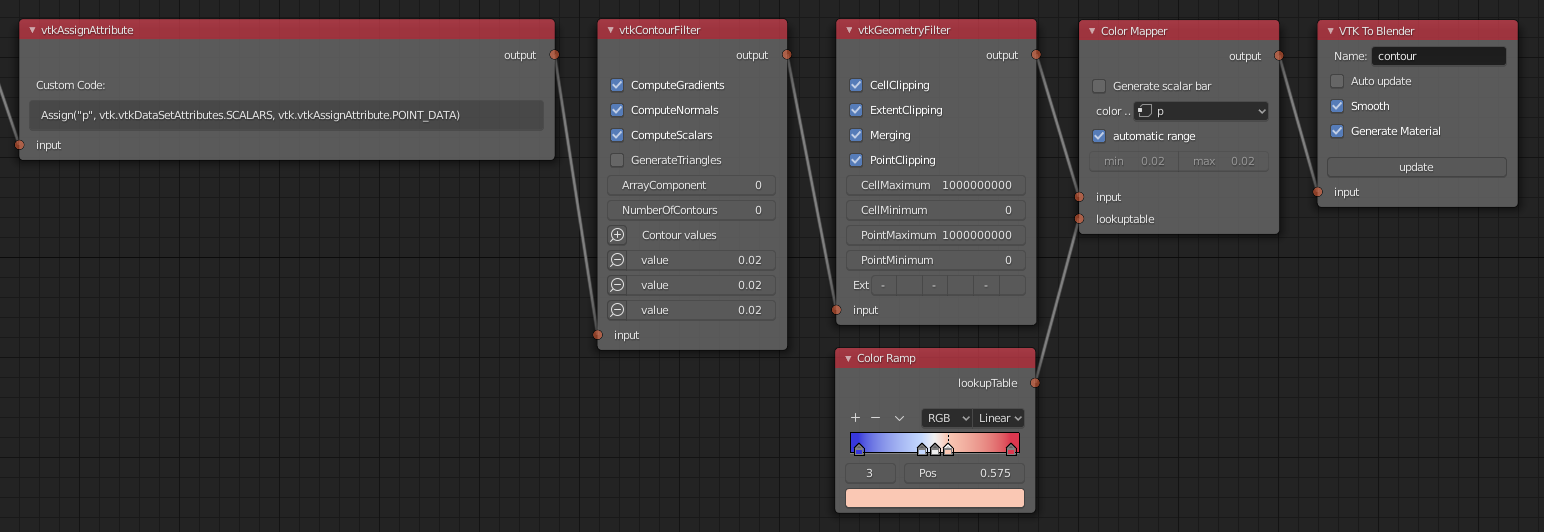 vtkAssignAttribute
output
Custom Code:
Assign("p", vtk.vtkDataSetAttributes.SCALARS, vtk.vtkAssignAttribute.POINT_DATA)
input
vtkContourFilter
output
ComputeGradients
ComputeNormals
ComputeScalars
GenerateTriangles
ArrayComponent 0
NumberOfContours 0
Contour values
value 0.02
value 0.02
value 0.02
input
vtkGeometryFilter
output
CellClipping
ExtentClipping
Merging
PointClipping
CellMaximum 1000000000
CellMinimum 0
PointMaximum 1000000000
PointMinimum 0
Ext - - -
input
Color Ramp
lookupTable
RGB Linear
3 Pos 0.575
Color Mapper
output
Generate scalar bar
color .. p
automatic range
min 0.02 max 0.02
input
lookuptable
VTK To Blender
Name: contour
Auto update
Smooth
Generate Material
update
input